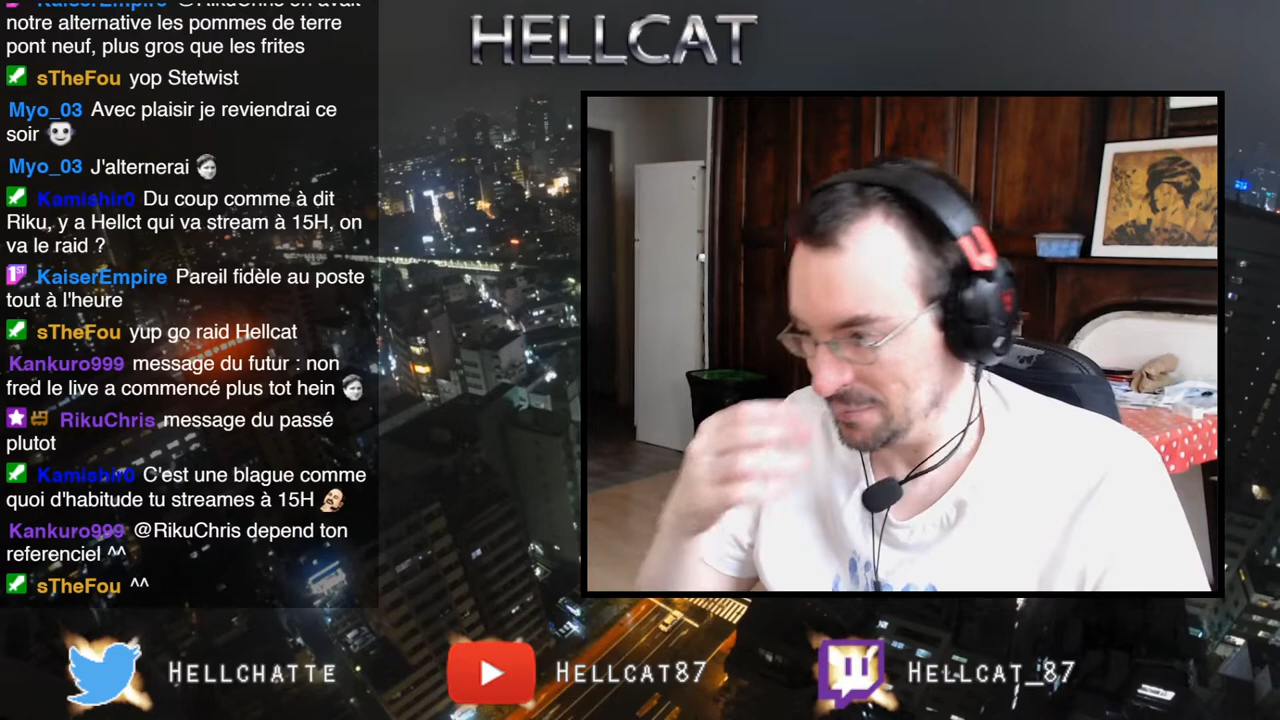 HELLCAT
notre alternative les pommes de terre
pont neuf, plus gros que les frites
sTheFou yop Stetwist
Myo_03 Avec plaisir je reviendrai ce
soir
Myo_03 J'alternerai
Kamishir0 Du coup comme à dit
Riku, y a Hellct qui va stream à 15H, on
va le raid ?
1ST KaiserEmpire Pareil fidèle au poste
tout à l'heure
sTheFou yup go raid Hellcat
Kankuro999 message du futur : non
fred le live a commencé plus tot hein
RikuChris message du passé
plutot
Kamishir0 C'est une blague comme
quoi d'habitude tu streames à 15H
Kankuro999 @RikuChris depend ton
referenciel ^^
sTheFou ^^
HELLCHATTE
HELLCAT87
HELLCAT_87